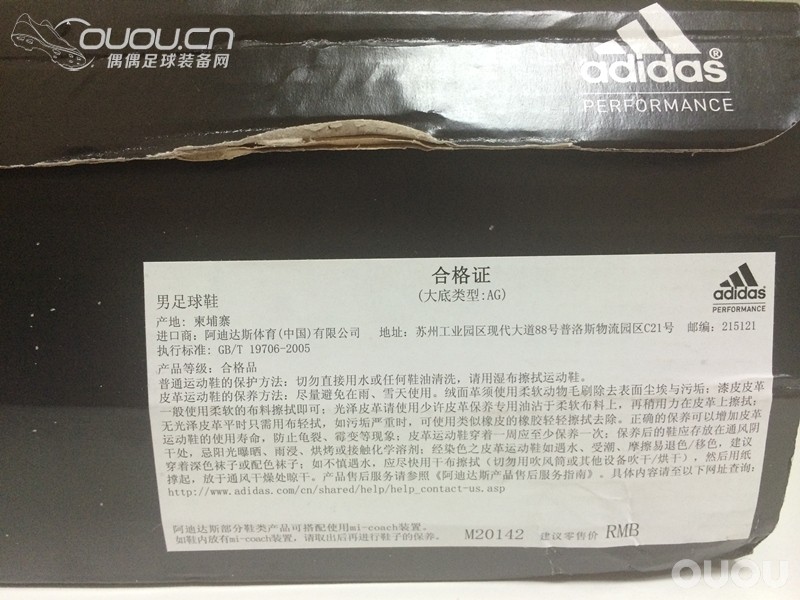 OUOU.CN
偶偶足球装备网
adidas®
PERFORMANCE
合格证
(大底类型:AG)
adidas
PERFORMANCE
男足球鞋
产地: 柬埔寨
进口商: 阿迪达斯体育(中国)有限公司 地址: 苏州工业园区现代大道88号普洛斯物流园区C21号 邮编: 215121
执行标准: GB/T 19706-2005
产品等级: 合格品
普通运动鞋的保护方法: 切勿直接用水或任何鞋油清洗, 请用湿布擦拭运动鞋。
皮革运动鞋的保养方法: 尽量避免在雨、雪天使用。绒面革须使用柔软动物毛刷除去表面尘埃与污垢; 漆皮皮革
一般使用柔软的布料擦拭即可; 光泽皮革请使用少许皮革保养专用油沾于柔软布料上, 再稍用力在皮革上擦拭;
无光泽皮革平时只需用布轻拭, 如污垢严重时, 可使用类似橡皮的橡胶轻轻擦拭去除。正确的保养可以增加皮革
运动鞋的使用寿命, 防止龟裂、霉变等现象; 皮革运动鞋穿着一周应至少保养一次; 保养后的鞋应存放在通风阴
干处, 忌阳光曝晒、雨浸、烘烤或接触化学溶剂; 经染色之皮革运动鞋如遇水、受潮、摩擦易退色/移色, 建议
穿着深色袜子或配色袜子; 如不慎遇水, 应尽快用干布擦拭(切勿用吹风筒或其他设备吹干/烘干), 然后用纸
撑起, 放于通风干燥处晾干。产品售后服务请参看《阿迪达斯产品售后服务指南》。具体内容请至以下网址查询:
http://www.adidas.com/cn/shared/help/help_contact-us.asp
阿迪达斯部分鞋类产品可搭配使用mi-coach装置。
如鞋内放有mi-coach装置, 请取出后再进行鞋子的保养。 M20142 建议零售价 RMB
OUOU